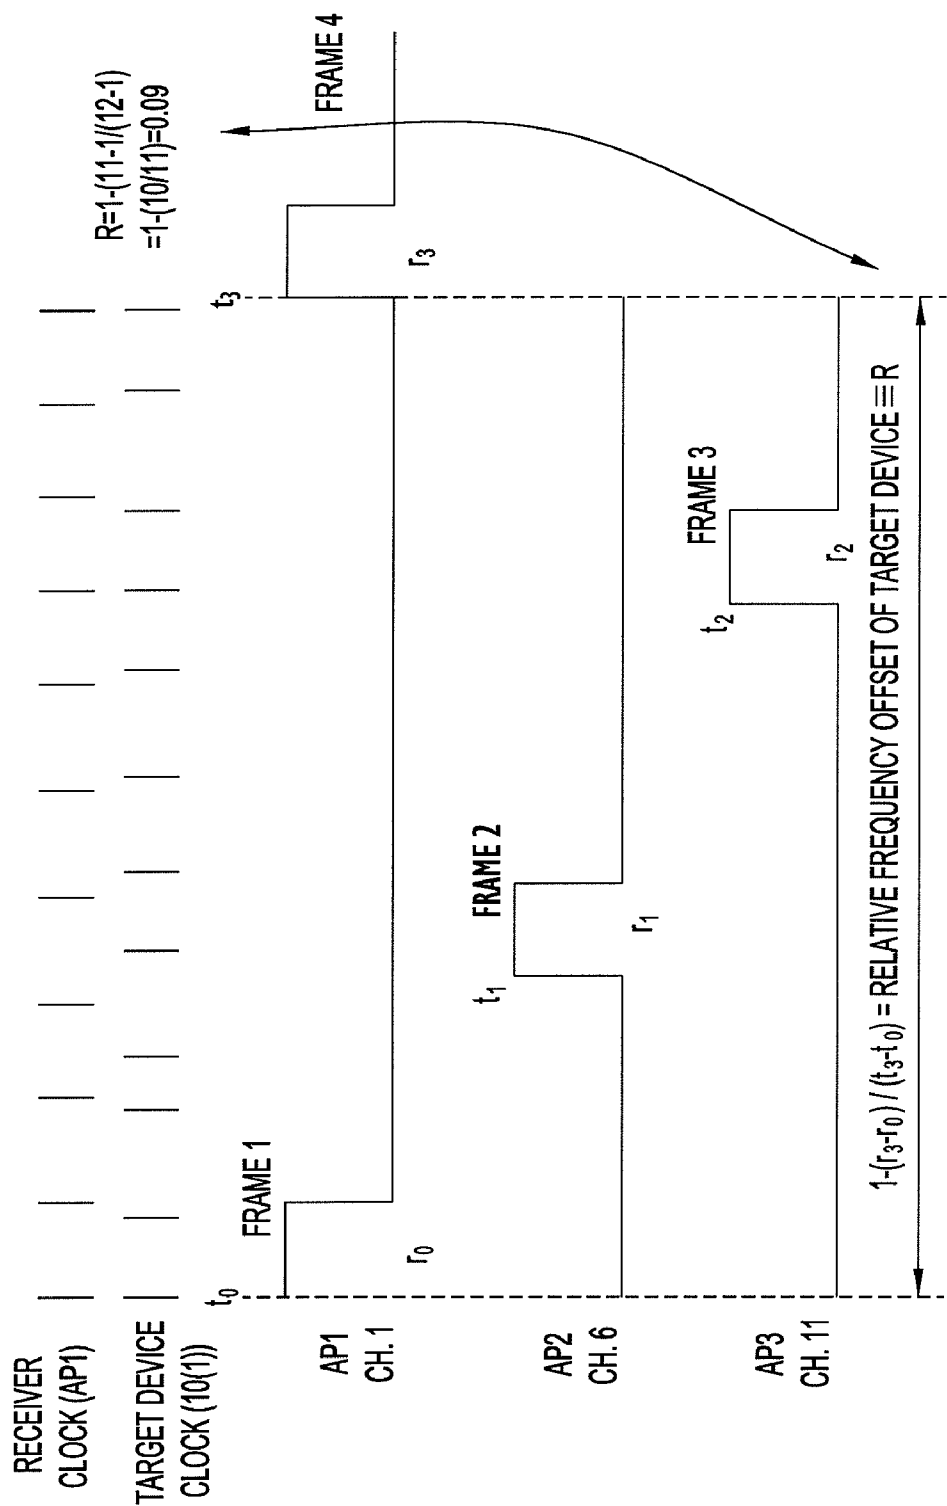 RECEIVER
CLOCK (AP1)
TARGET DEVICE
CLOCK (10(1))
R=1-(11-1/(12-1)
=1-(10/11)=0.09
t0
t3
AP1
CH. 1
FRAME 1
r0
FRAME 4
r3
AP2
CH. 6
t1
FRAME 2
r1
AP3
CH. 11
t2
FRAME 3
r2
1-(r3-r0) / (t3-t0) = RELATIVE FREQUENCY OFFSET OF TARGET DEVICE ≡ R